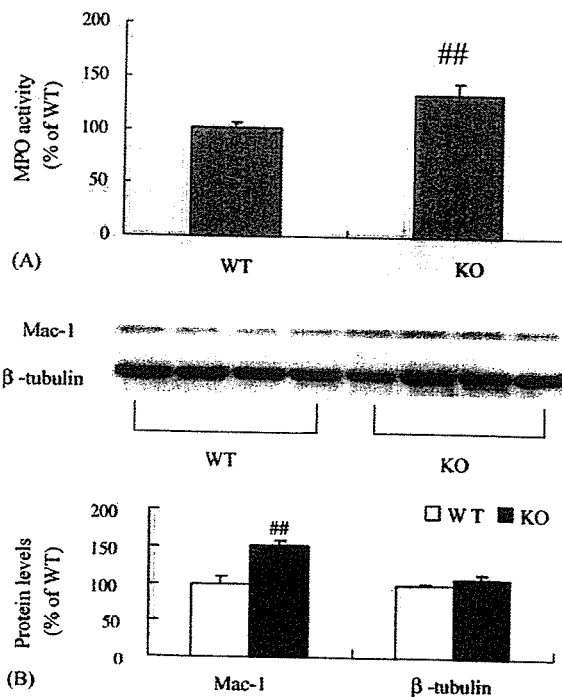 200
##
150
100
50
0
MPO activity
(% of WT)
WT
KO
(A)
Mac-1
β-tubulin
WT
KO
200
150
100
50
0
Protein levels
(% of WT)
##
WT
KO
Mac-1
β-tubulin
(B)